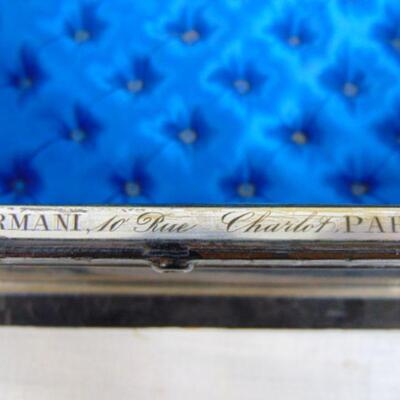 RMANI, 10 Rue Charlot, PAR